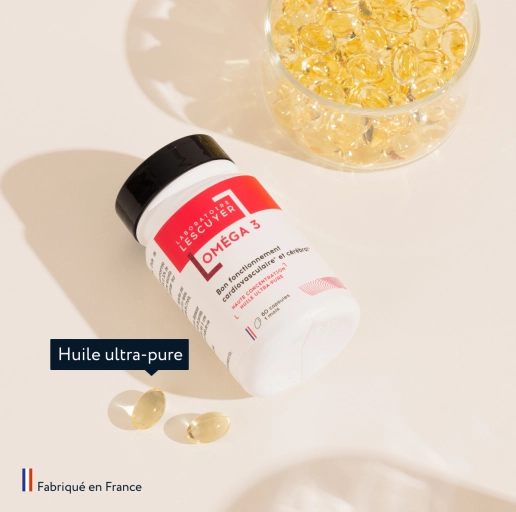 LABORATOIRE
LESCUYER
OMÉGA 3
Bon fonctionnement
cardiovasculaire* et cérébral
HAUTE CONCENTRATION
HUILE ULTRA-PURE
60 capsules
1 mois
Huile ultra-pure
Fabriqué en France